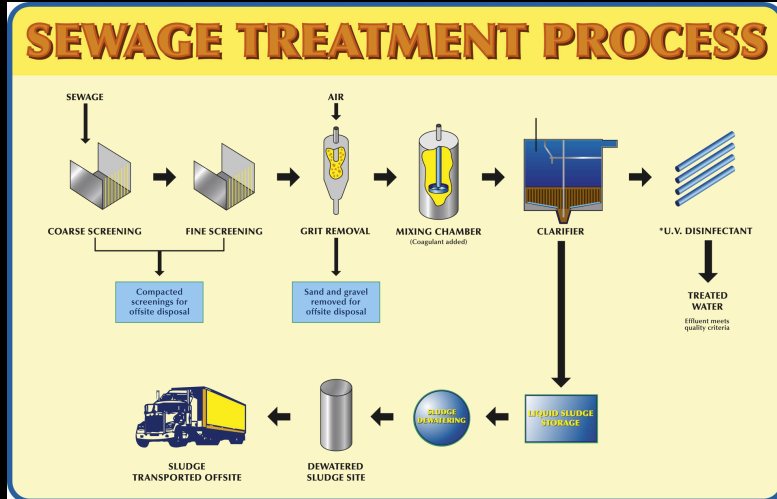 SEWAGE TREATMENT PROCESS
SEWAGE
AIR
COARSE SCREENING
FINE SCREENING
GRIT REMOVAL
MIXING CHAMBER
(Coagulant added)
CLARIFIER
*U.V. DISINFECTANT
Compacted
screenings for
offsite disposal
Sand and gravel
removed for
offsite disposal
TREATED
WATER
Effluent meets
quality criteria
SLUDGE
TRANSPORTED OFFSITE
DEWATERED
SLUDGE SITE
SLUDGE
DEWATERING
LIQUID SLUDGE
STORAGE